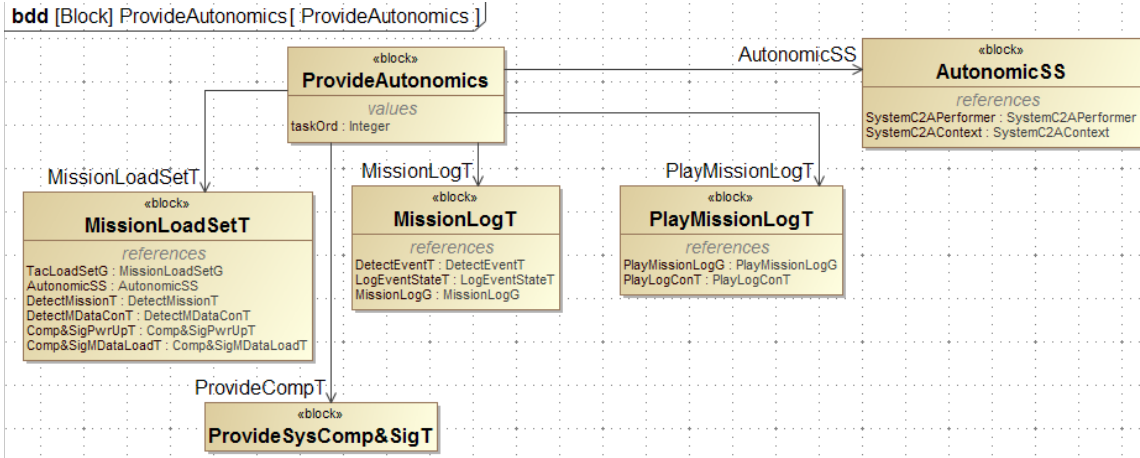 bdd [Block] ProvideAutonomics[ ProvideAutonomics ]
«block»
ProvideAutonomics
values
taskOrd : Integer
AutonomicSS
«block»
AutonomicSS
references
SystemC2APerformer : SystemC2APerformer
SystemC2AContext : SystemC2AContext
MissionLoadSetT
«block»
MissionLoadSetT
references
TacLoadSetG : MissionLoadSetG
AutonomicSS : AutonomicSS
DetectMissionT : DetectMissionT
DetectMDataConT : DetectMDataConT
Comp&SigPwrUpT : Comp&SigPwrUpT
Comp&SigMDataLoadT : Comp&SigMDataLoadT
MissionLogT
«block»
MissionLogT
references
DetectEventT : DetectEventT
LogEventStateT : LogEventStateT
MissionLogG : MissionLogG
PlayMissionLogT
«block»
PlayMissionLogT
references
PlayMissionLogG : PlayMissionLogG
PlayLogConT : PlayLogConT
ProvideCompT
«block»
ProvideSysComp&SigT